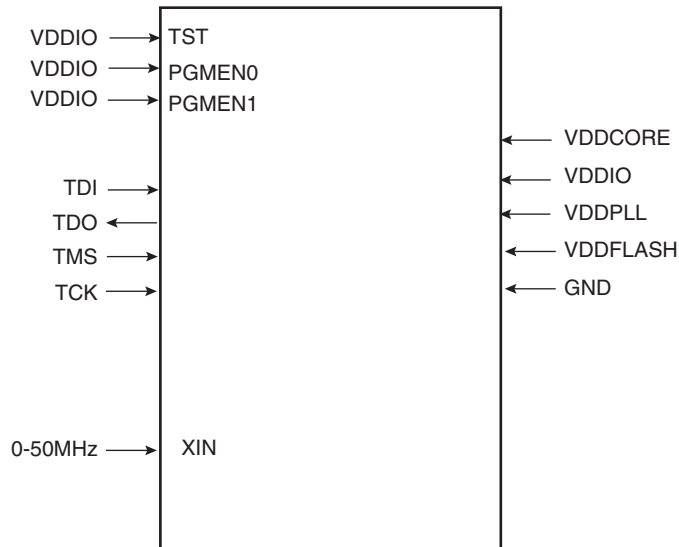 VDDIO TST
VDDIO PGMEN0
VDDIO PGMEN1
VDDCORE
VDDIO
TDI
VDDPLL
TDO
VDDFLASH
TMS
GND
TCK
0-50MHz XIN